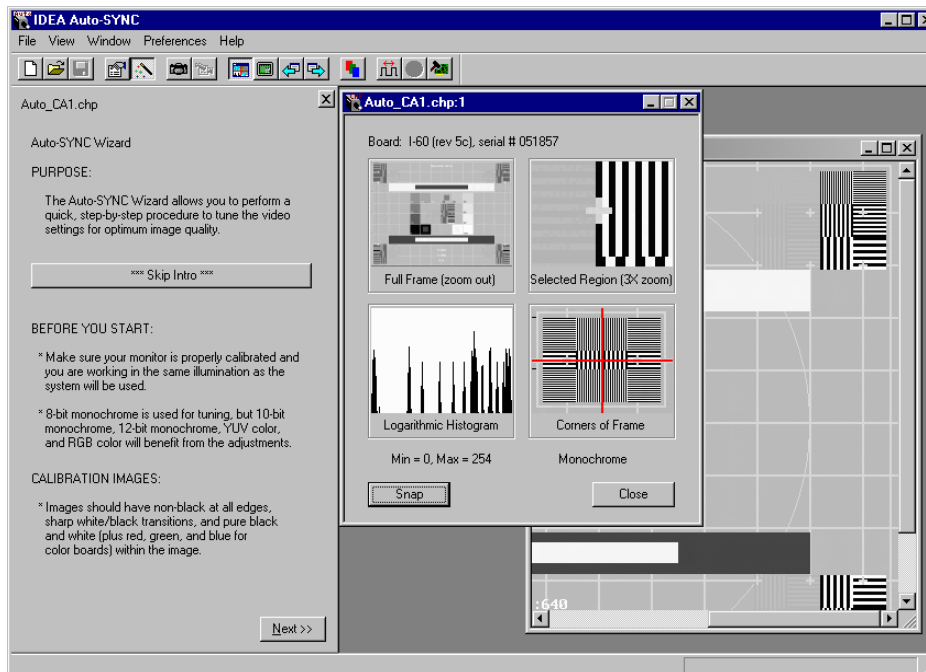 IDEA Auto-SYNC
File View Window Preferences Help
Auto_CA1.chp
Auto-SYNC Wizard
PURPOSE:
The Auto-SYNC Wizard allows you to perform a
quick, step-by-step procedure to tune the video
settings for optimum image quality.
*** Skip Intro ***
BEFORE YOU START:
* Make sure your monitor is properly calibrated and
you are working in the same illumination as the
system will be used.
* 8-bit monochrome is used for tuning, but 10-bit
monochrome, 12-bit monochrome, YUV color,
and RGB color will benefit from the adjustments.
CALIBRATION IMAGES:
* Images should have non-black at all edges,
sharp white/black transitions, and pure black
and white (plus red, green, and blue for
color boards) within the image.
Next >>
Auto_CA1.chp:1
Board: I-60 (rev 5c), serial # 051857
Full Frame (zoom out)
Selected Region (3X zoom)
Logarithmic Histogram
Corners of Frame
Min = 0, Max = 254
Monochrome
Snap
Close
:640